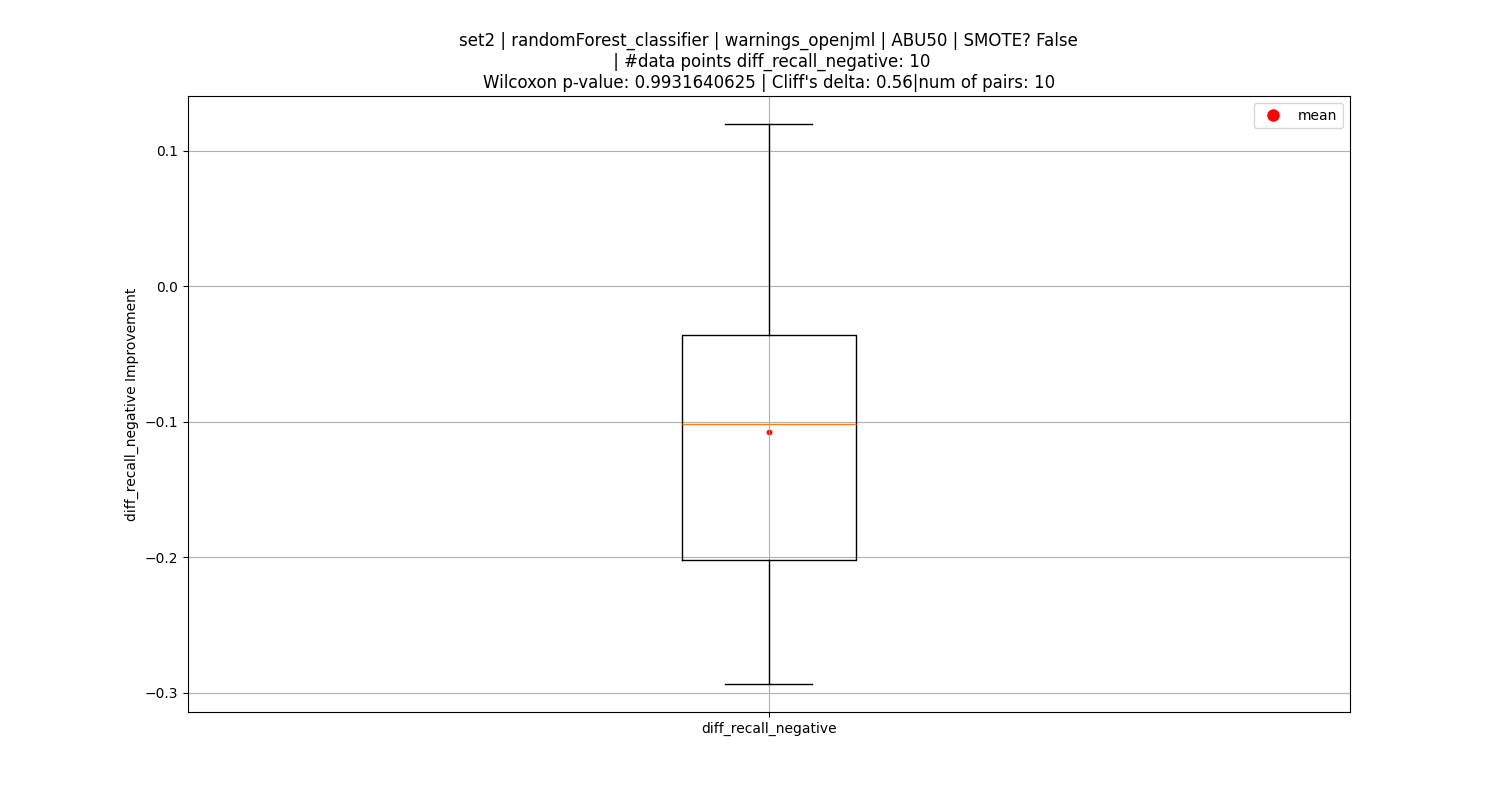 set2 | randomForest_classifier | warnings_openjml | ABU50 | SMOTE? False
| #data points diff_recall_negative: 10
Wilcoxon p-value: 0.9931640625 | Cliff's delta: 0.56|num of pairs: 10
mean
0.1
0.0
−0.1
−0.2
−0.3
diff_recall_negative Improvement
diff_recall_negative